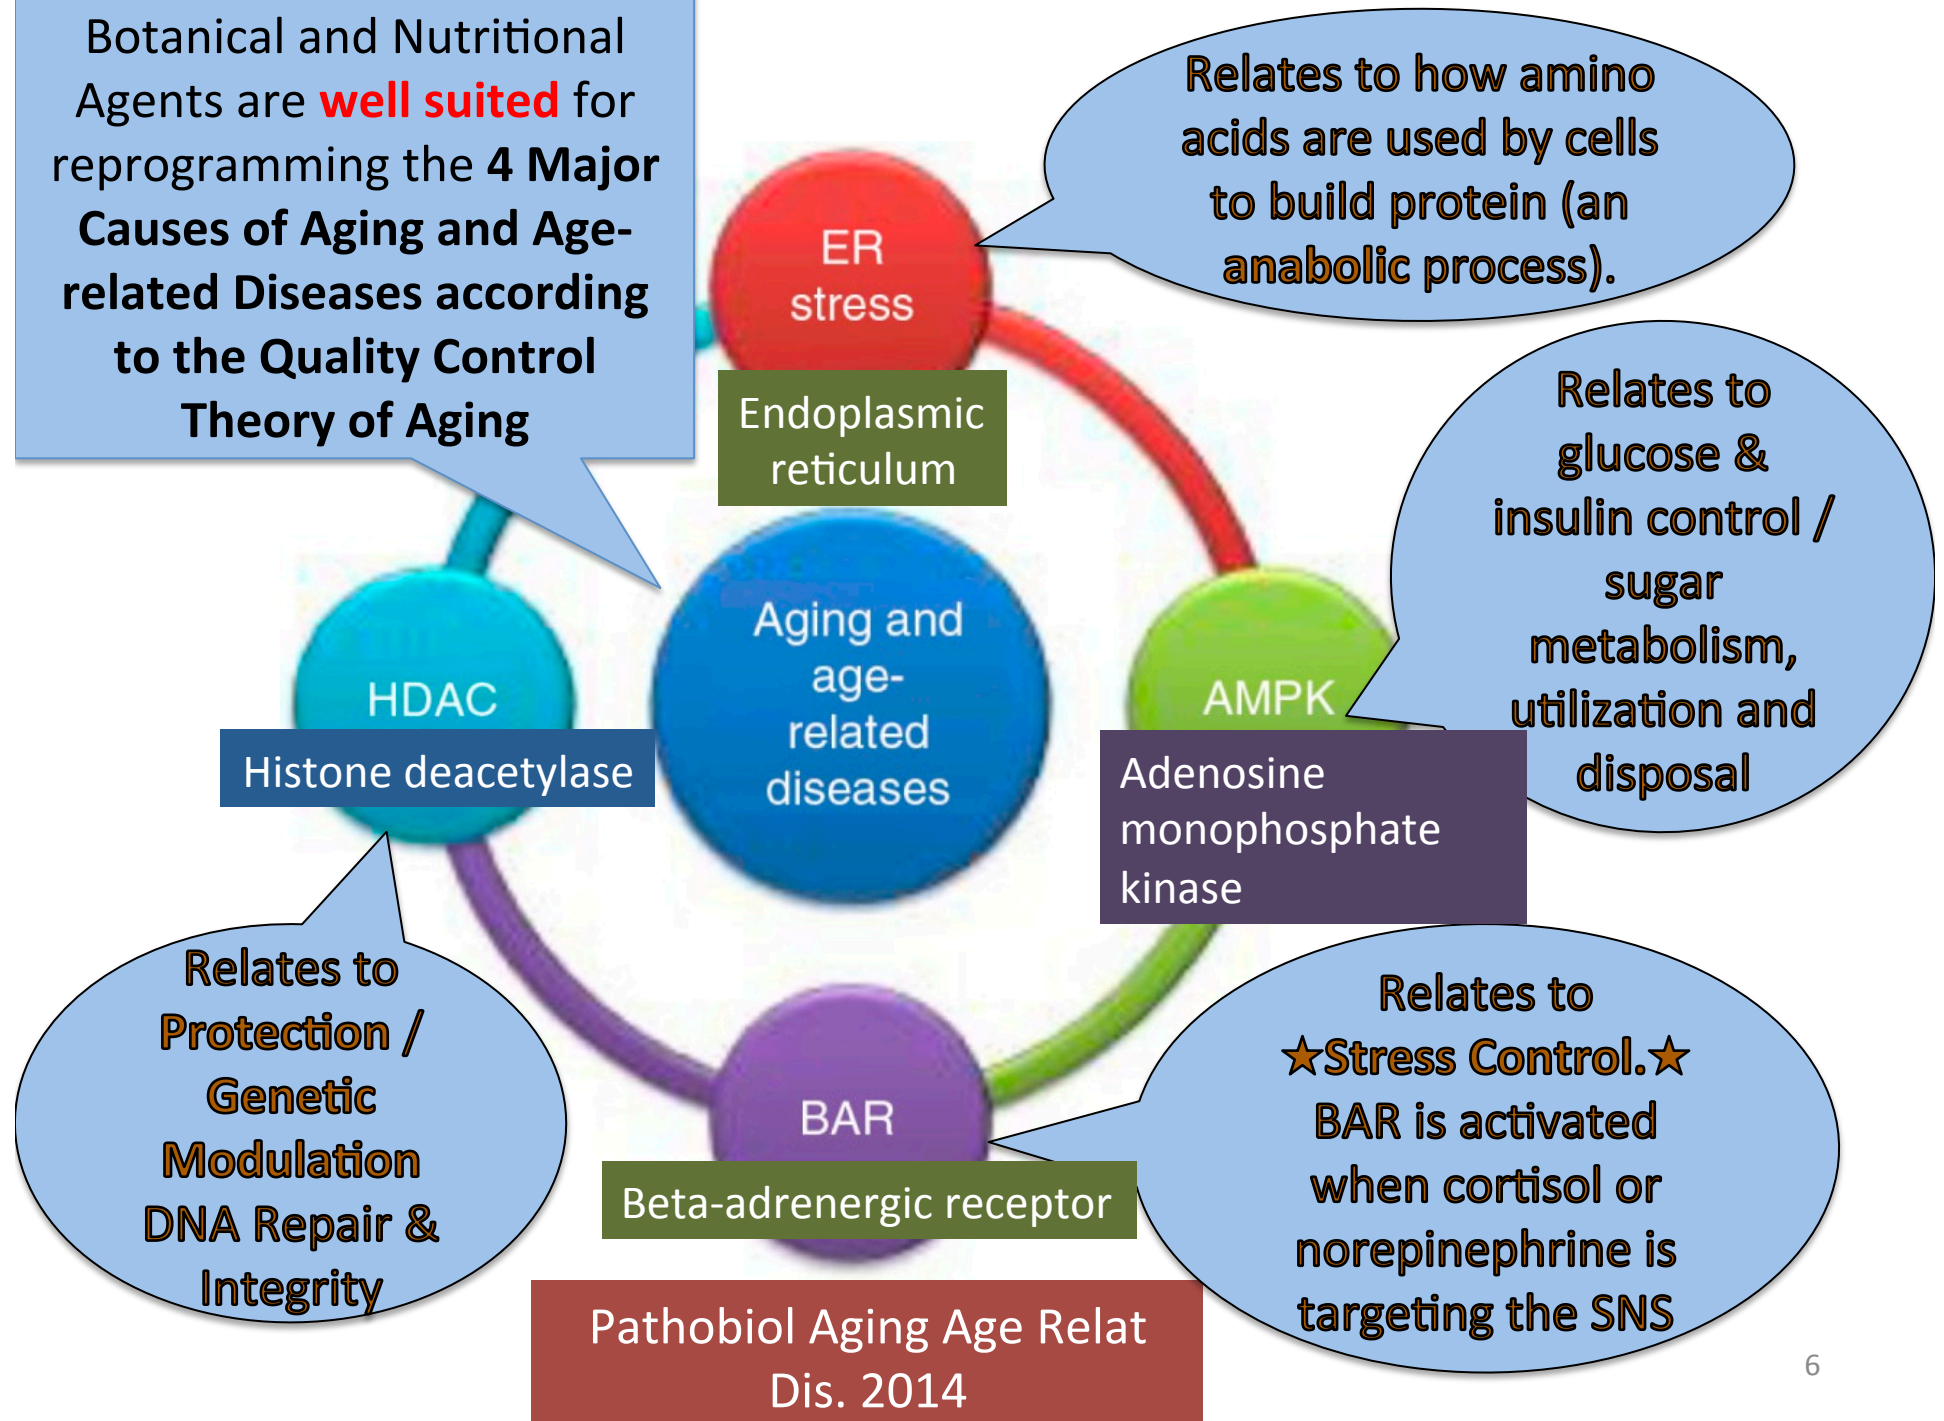 Botanical and Nutritional
Agents are well suited for
reprogramming the 4 Major
Causes of Aging and Age-
related Diseases according
to the Quality Control
Theory of Aging
Relates to how amino
acids are used by cells
to build protein (an
anabolic process).
ER
stress
Endoplasmic
reticulum
Relates to
glucose &
insulin control /
sugar
metabolism,
utilization and
disposal
Aging and
age-
related
diseases
HDAC
Histone deacetylase
AMPK
Adenosine
monophosphate
kinase
Relates to
Protection /
Genetic
Modulation
DNA Repair &
Integrity
BAR
Beta-adrenergic receptor
Relates to
★Stress Control.★
BAR is activated
when cortisol or
norepinephrine is
targeting the SNS
Pathobiol Aging Age Relat
Dis. 2014
6